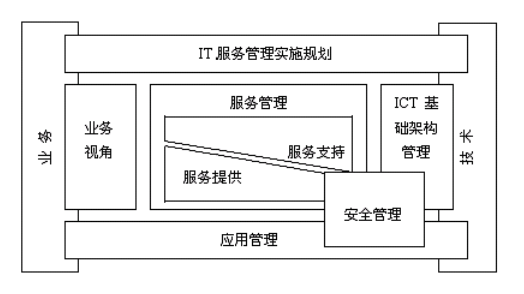 IT服务管理实施规划
业务
业务
视角
服务管理
服务支持
服务提供
ICT 基
础架构
管理
技术
安全管理
应用管理